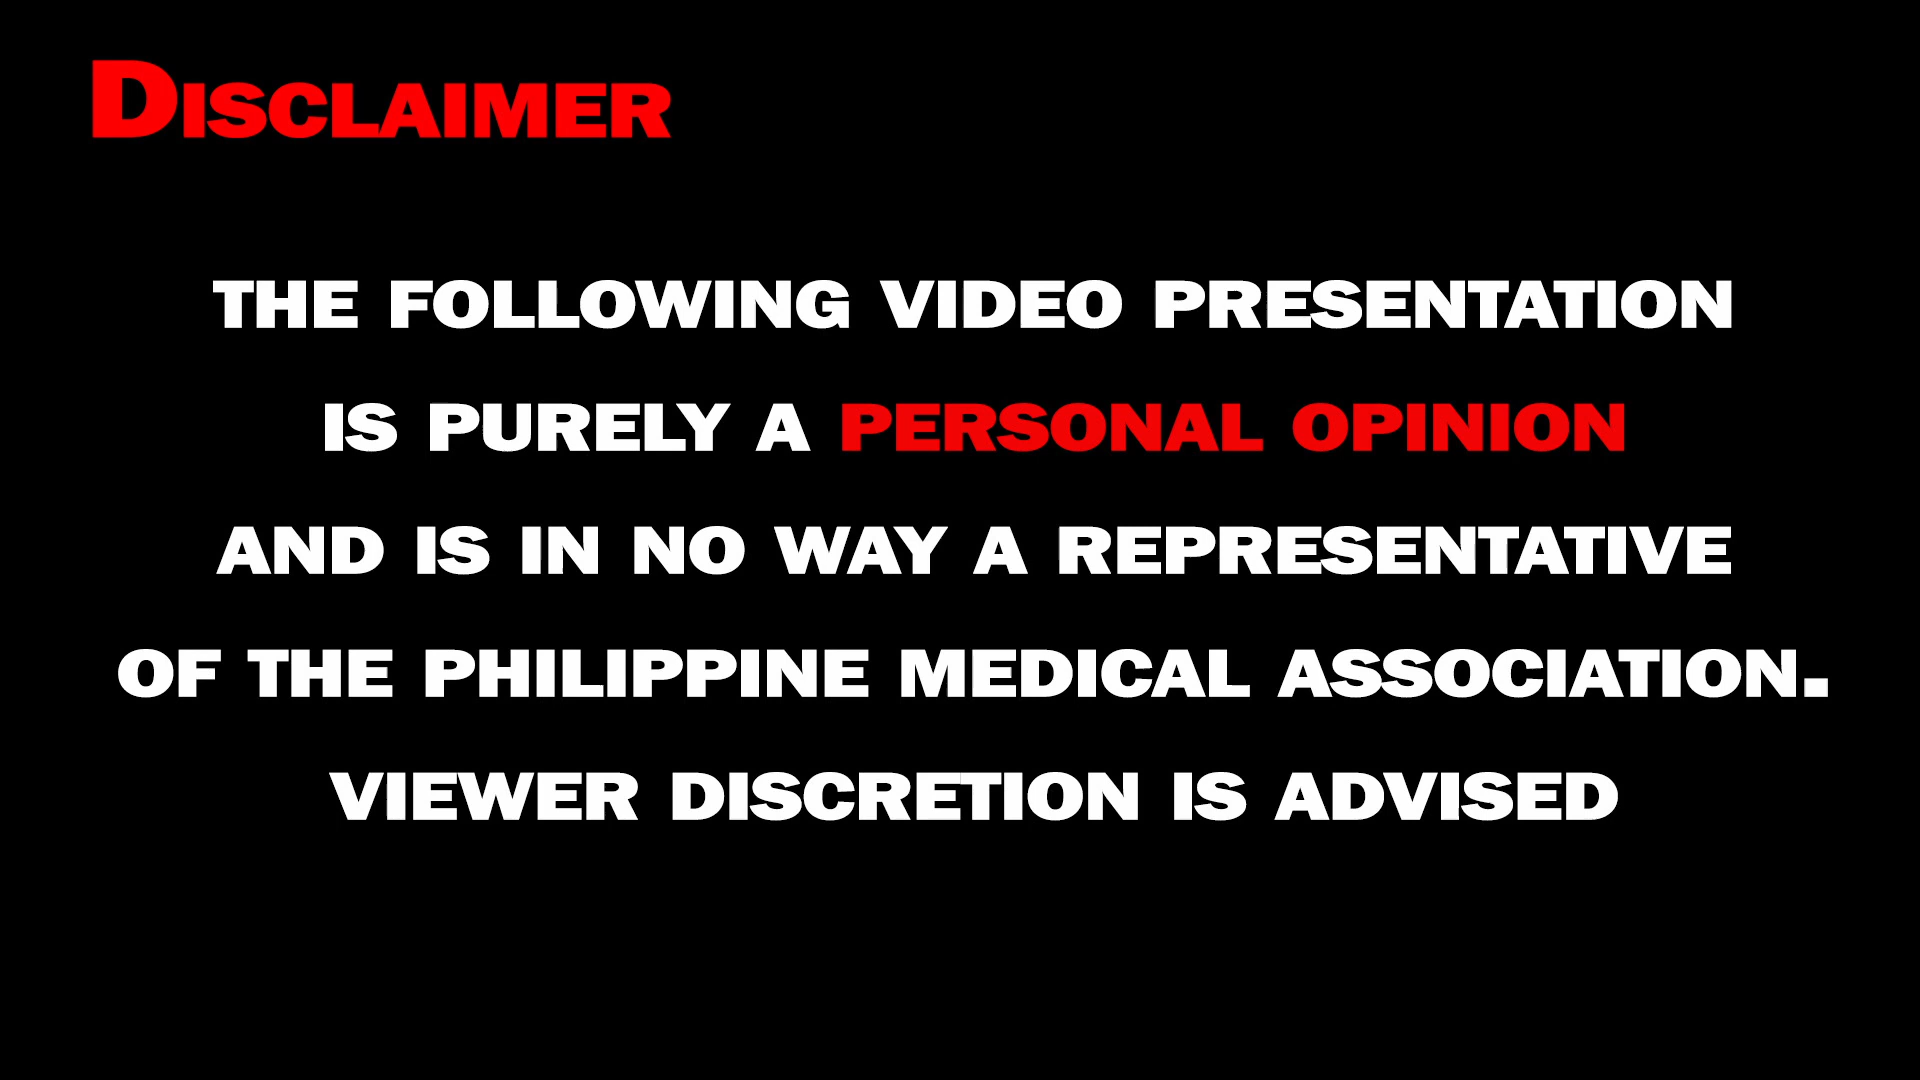 DISCLAIMER
THE FOLLOWING VIDEO PRESENTATION
IS PURELY A PERSONAL OPINION
AND IS IN NO WAY A REPRESENTATIVE
OF THE PHILIPPINE MEDICAL ASSOCIATION.
VIEWER DISCRETION IS ADVISED